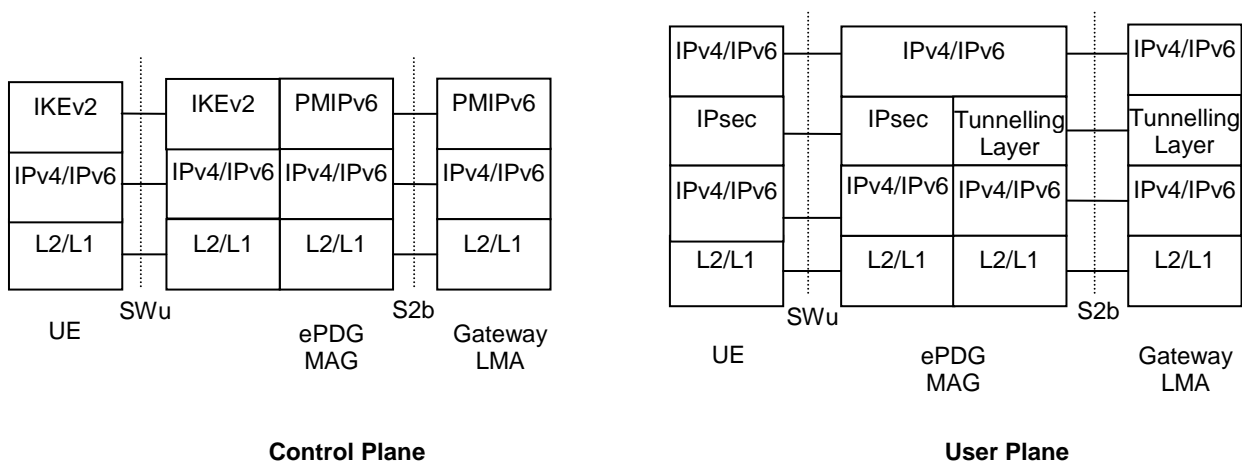 IKEv2 IKEv2 PMIPv6 PMIPv6
IPv4/IPv6 IPv4/IPv6 IPv4/IPv6 IPv4/IPv6
L2/L1 L2/L1 L2/L1 L2/L1
SWu S2b
UE ePDG Gateway
MAG LMA
Control Plane
IPv4/IPv6 IPv4/IPv6 IPv4/IPv6
IPsec IPsec Tunnelling Tunnelling
Layer Layer
IPv4/IPv6 IPv4/IPv6 IPv4/IPv6 IPv4/IPv6
L2/L1 L2/L1 L2/L1 L2/L1
SWu S2b
UE ePDG Gateway
MAG LMA
User Plane